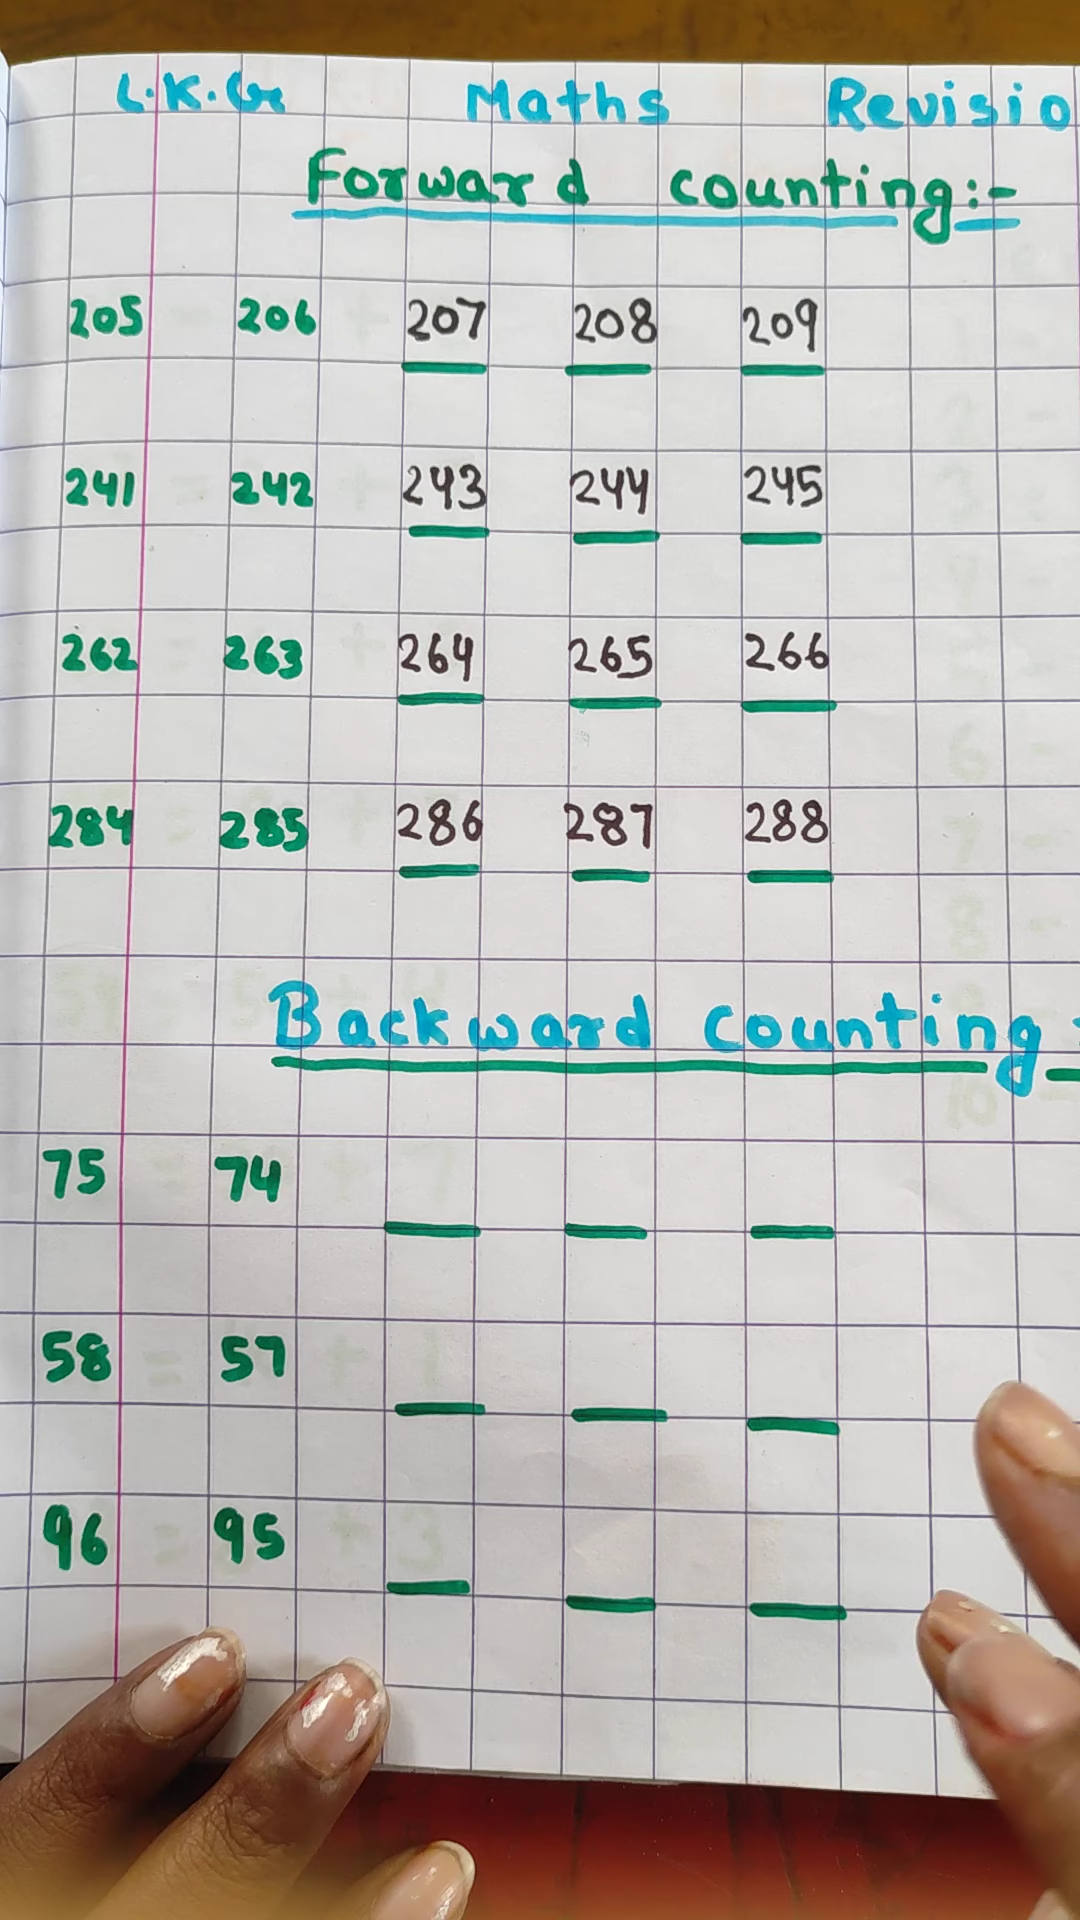 L.K.G Maths Revisio
Forward counting:-
205 206 207 208 209
241 242 243 244 245
262 263 264 265 266
284 285 286 287 288
Backward counting:
75 74
58 57
96 95